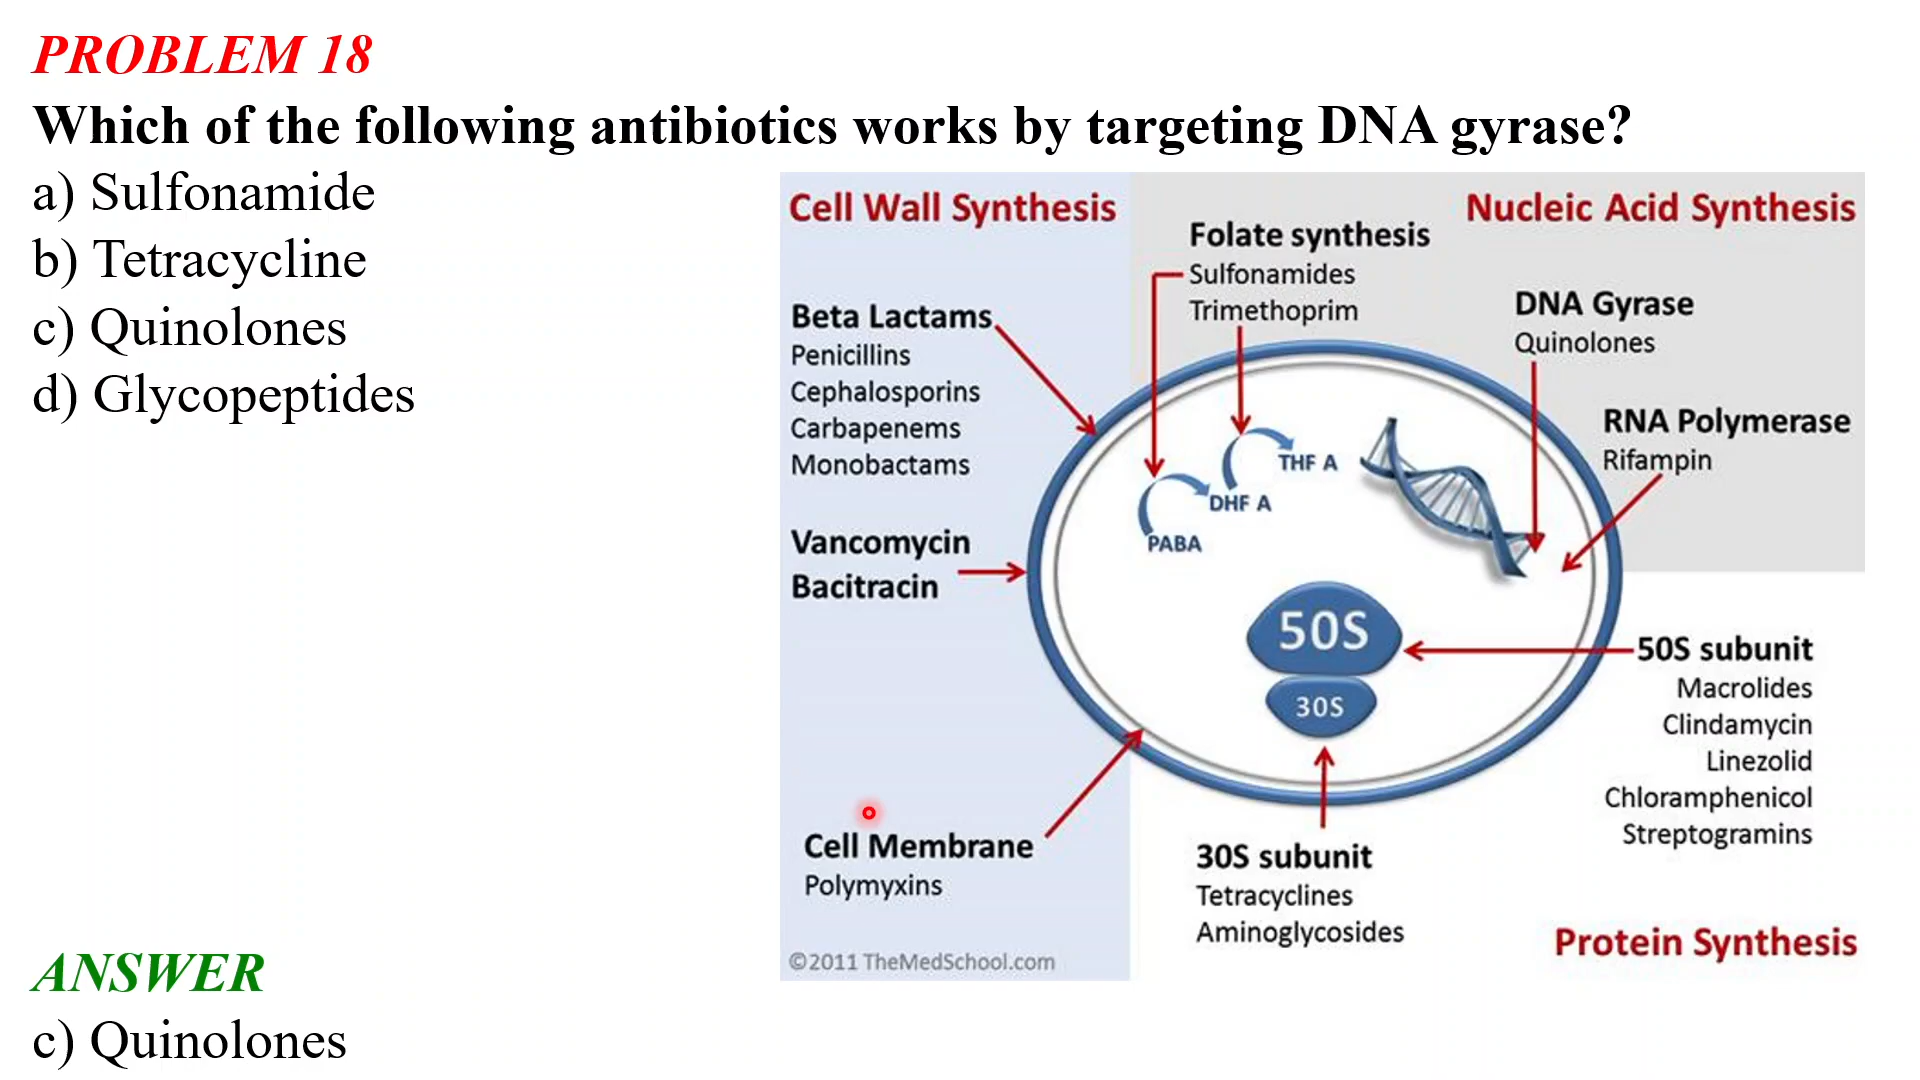 PROBLEM 18
Which of the following antibiotics works by targeting DNA gyrase?
a) Sulfonamide
b) Tetracycline
c) Quinolones
d) Glycopeptides
Cell Wall Synthesis
Beta Lactams
Penicillins
Cephalosporins
Carbapenems
Monobactams
Vancomycin
Bacitracin
Cell Membrane
Polymyxins
©2011 TheMedSchool.com
Nucleic Acid Synthesis
Folate synthesis
Sulfonamides
Trimethoprim
DNA Gyrase
Quinolones
RNA Polymerase
Rifampin
THF A
DHF A
PABA
50S
30S
50S subunit
Macrolides
Clindamycin
Linezolid
Chloramphenicol
Streptogramins
30S subunit
Tetracyclines
Aminoglycosides
Protein Synthesis
ANSWER
c) Quinolones